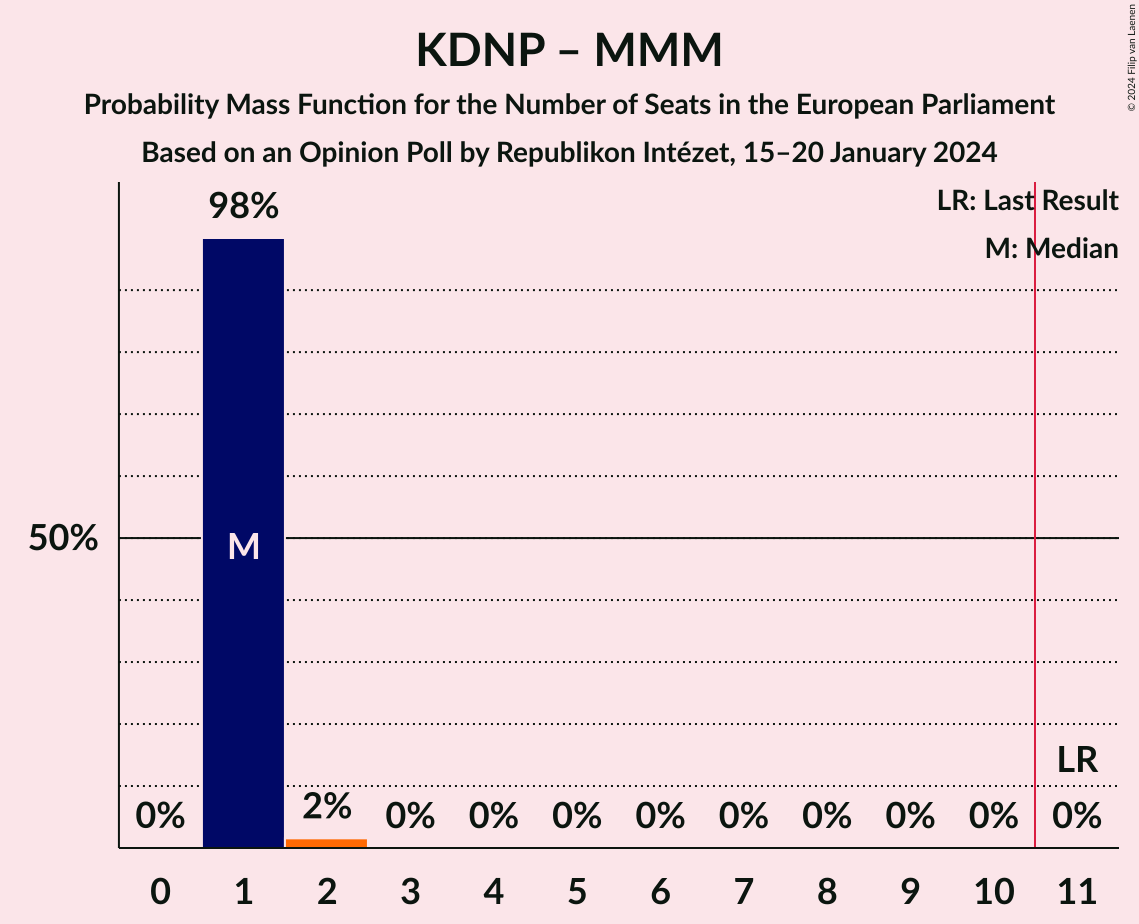 KDNP – MMM
Probability Mass Function for the Number of Seats in the European Parliament
Based on an Opinion Poll by Republikon Intézet, 15–20 January 2024
© 2024 Filip van Laenen
98%
LR: Last Result
M: Median
50%
M
LR
0% 2% 0% 0% 0% 0% 0% 0% 0% 0% 0%
0 1 2 3 4 5 6 7 8 9 10 11